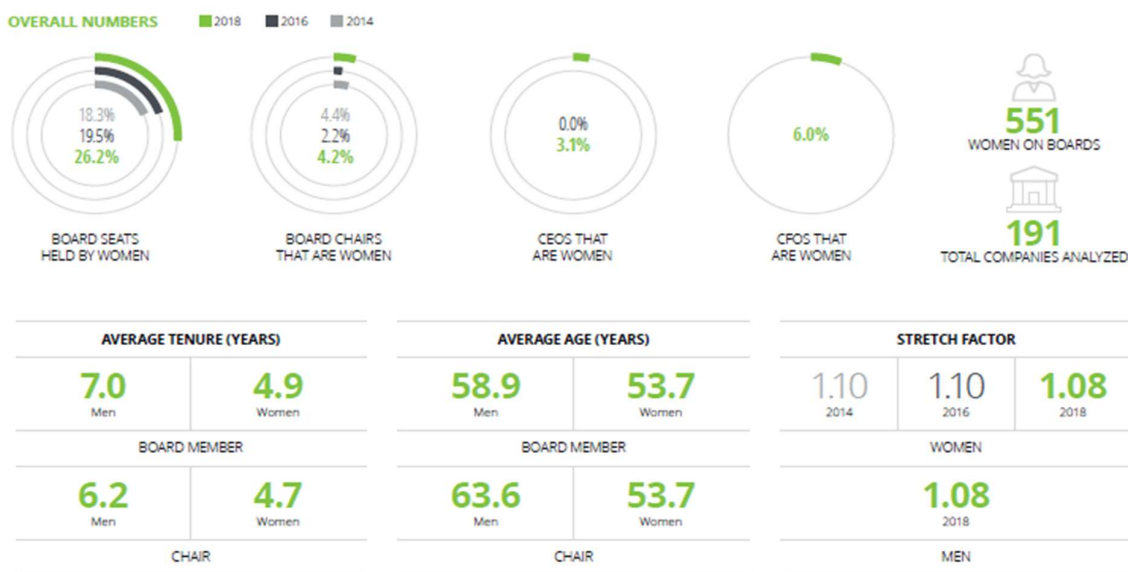 OVERALL NUMBERS 2018 2016 2014
18.3%
19.5%
26.2%
BOARD SEATS
HELD BY WOMEN
4.4%
2.2%
4.2%
BOARD CHAIRS
THAT ARE WOMEN
0.0%
3.1%
CEOS THAT
ARE WOMEN
6.0%
CFOS THAT
ARE WOMEN
551
WOMEN ON BOARDS
191
TOTAL COMPANIES ANALYZED
AVERAGE TENURE (YEARS)
7.0 4.9
Men Women
BOARD MEMBER
6.2 4.7
Men Women
CHAIR
AVERAGE AGE (YEARS)
58.9 53.7
Men Women
BOARD MEMBER
63.6 53.7
Men Women
CHAIR
STRETCH FACTOR
1.10 1.10 1.08
2014 2016 2018
WOMEN
1.08
2018
MEN